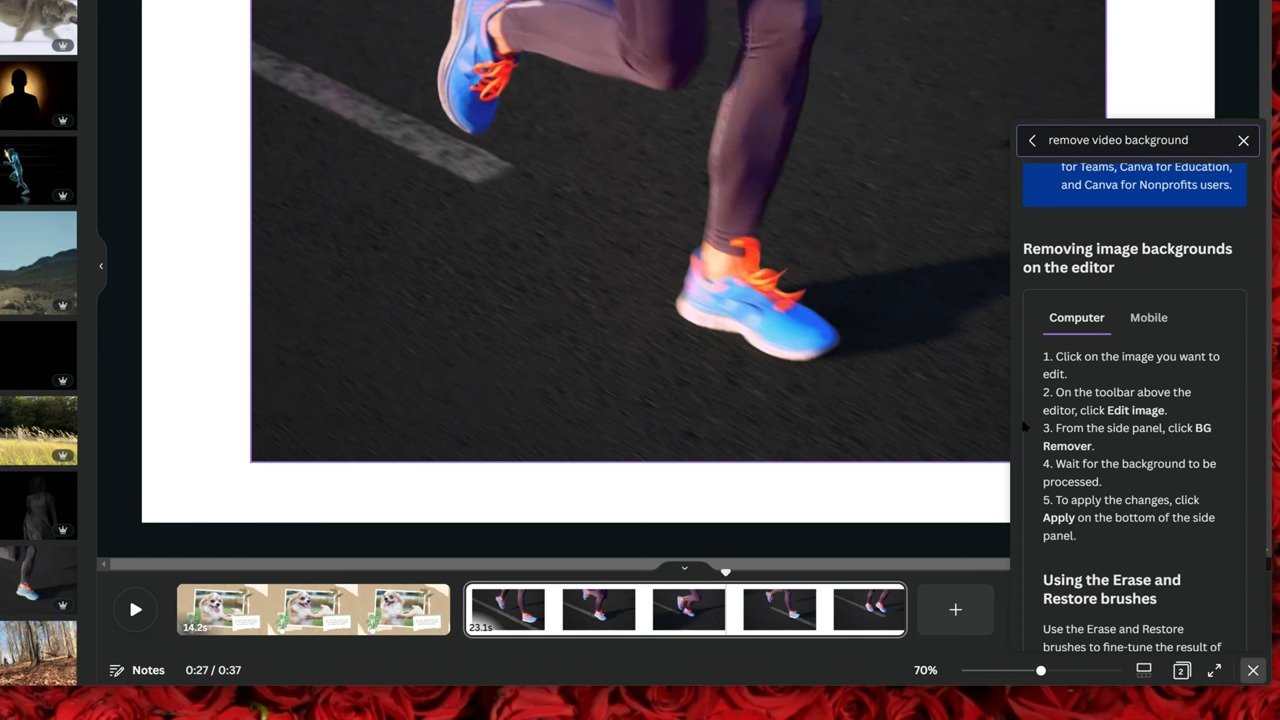 remove video background
for Teams, Canva for Education,
and Canva for Nonprofits users.
Removing image backgrounds
on the editor
Computer Mobile
1. Click on the image you want to
edit.
2. On the toolbar above the
editor, click Edit image.
3. From the side panel, click BG
Remover.
4. Wait for the background to be
processed.
5. To apply the changes, click
Apply on the bottom of the side
panel.
Using the Erase and
Restore brushes
Use the Erase and Restore
brushes to fine-tune the result of
14.2s
23.1s
Notes 0:27 / 0:37
70%
2